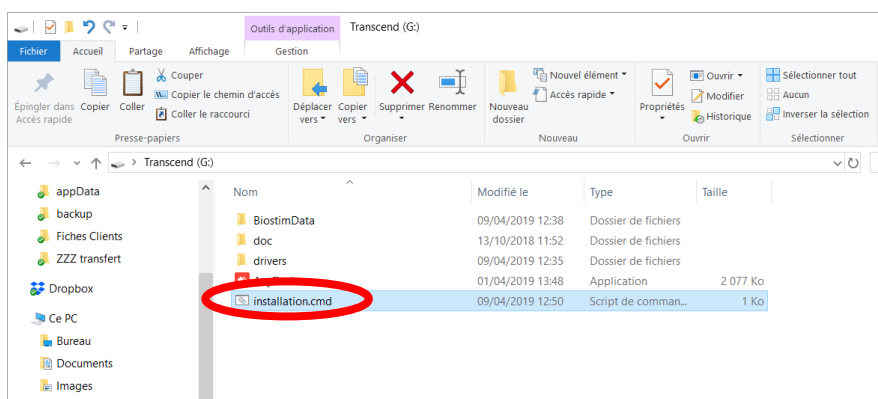 Outils d'application Transcend (G:)
Fichier Accueil Partage Affichage Gestion
Épingler dans Accès rapide
Copier
Coller
Couper
Copier le chemin d'accès
Coller le raccourci
Presse-papiers
Déplacer vers
Copier vers
Supprimer
Renommer
Organiser
Nouveau dossier
Nouvel élément
Accès rapide
Nouveau
Propriétés
Ouvrir
Modifier
Historique
Ouvrir
Sélectionner tout
Aucun
Inverser la sélection
Sélectionner
Transcend (G:)
appData
backup
Fiches Clients
ZZZ transfert
Dropbox
Ce PC
Bureau
Documents
Images
Nom Modifié le Type Taille
BiostimData 09/04/2019 12:38 Dossier de fichiers
doc 13/10/2018 11:52 Dossier de fichiers
drivers 09/04/2019 12:35 Dossier de fichiers
01/04/2019 13:48 Application 2 077 Ko
installation.cmd 09/04/2019 12:50 Script de comman... 1 Ko